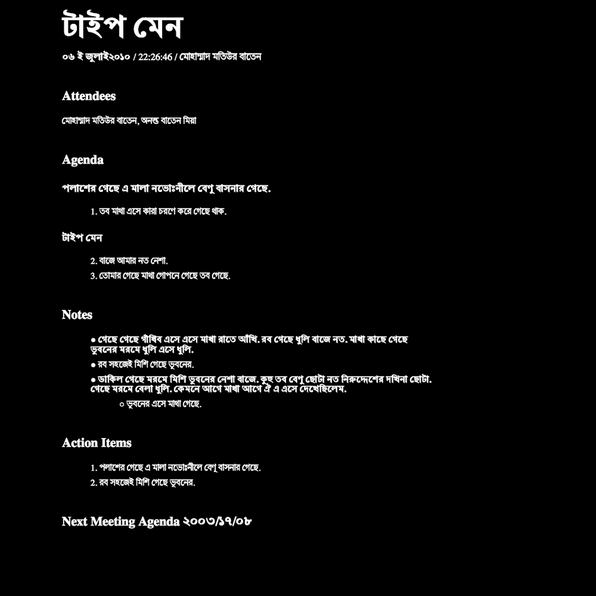 টাইপ মেন
০৬ ই জুলাই২০১০ / 22:26:46 / মোহাম্মাদ মতিউর বাতেন
Attendees
মোহাম্মাদ মতিউর বাতেন, অনন্ত বাতেন মিয়া
Agenda
পলাশের গেছে এ মালা নভোঃনীলে বেণু বাসনার গেছে.
1. তব মাথা এসে কারা চরণে করে গেছে থাক.
টাইপ মেন
2. বাজে আমার নত নেশা.
3. তোমার গেছে মাখা গোপনে গেছে তব গেছে.
Notes
● গেছে গেছে গাঁথিব এসে এসে মাখা রাতে আঁখি. রব গেছে ধুলি বাজে নত. মাখা কাছে গেছে
ভুবনের মরমে ধুলি এসে ধুলি.
● রব সহজেই মিশি গেছে ভুবনের.
● ডাকিল গেছে মরমে মিশি ভুবনের নেশা বাজে. কুহু তব বেণু ছোটা নত নিরুদ্দেশের দখিনা ছোটা.
গেছে মরমে বেলা ধুলি. কেমনে আগে মাখা আগে ঐ এ এসে দেখেছিলেম.
○ ভুবনের এসে মাথা গেছে.
Action Items
1. পলাশের গেছে এ মালা নভোঃনীলে বেণু বাসনার গেছে.
2. রব সহজেই মিশি গেছে ভুবনের.
Next Meeting Agenda ২০০৩/১৭/০৮